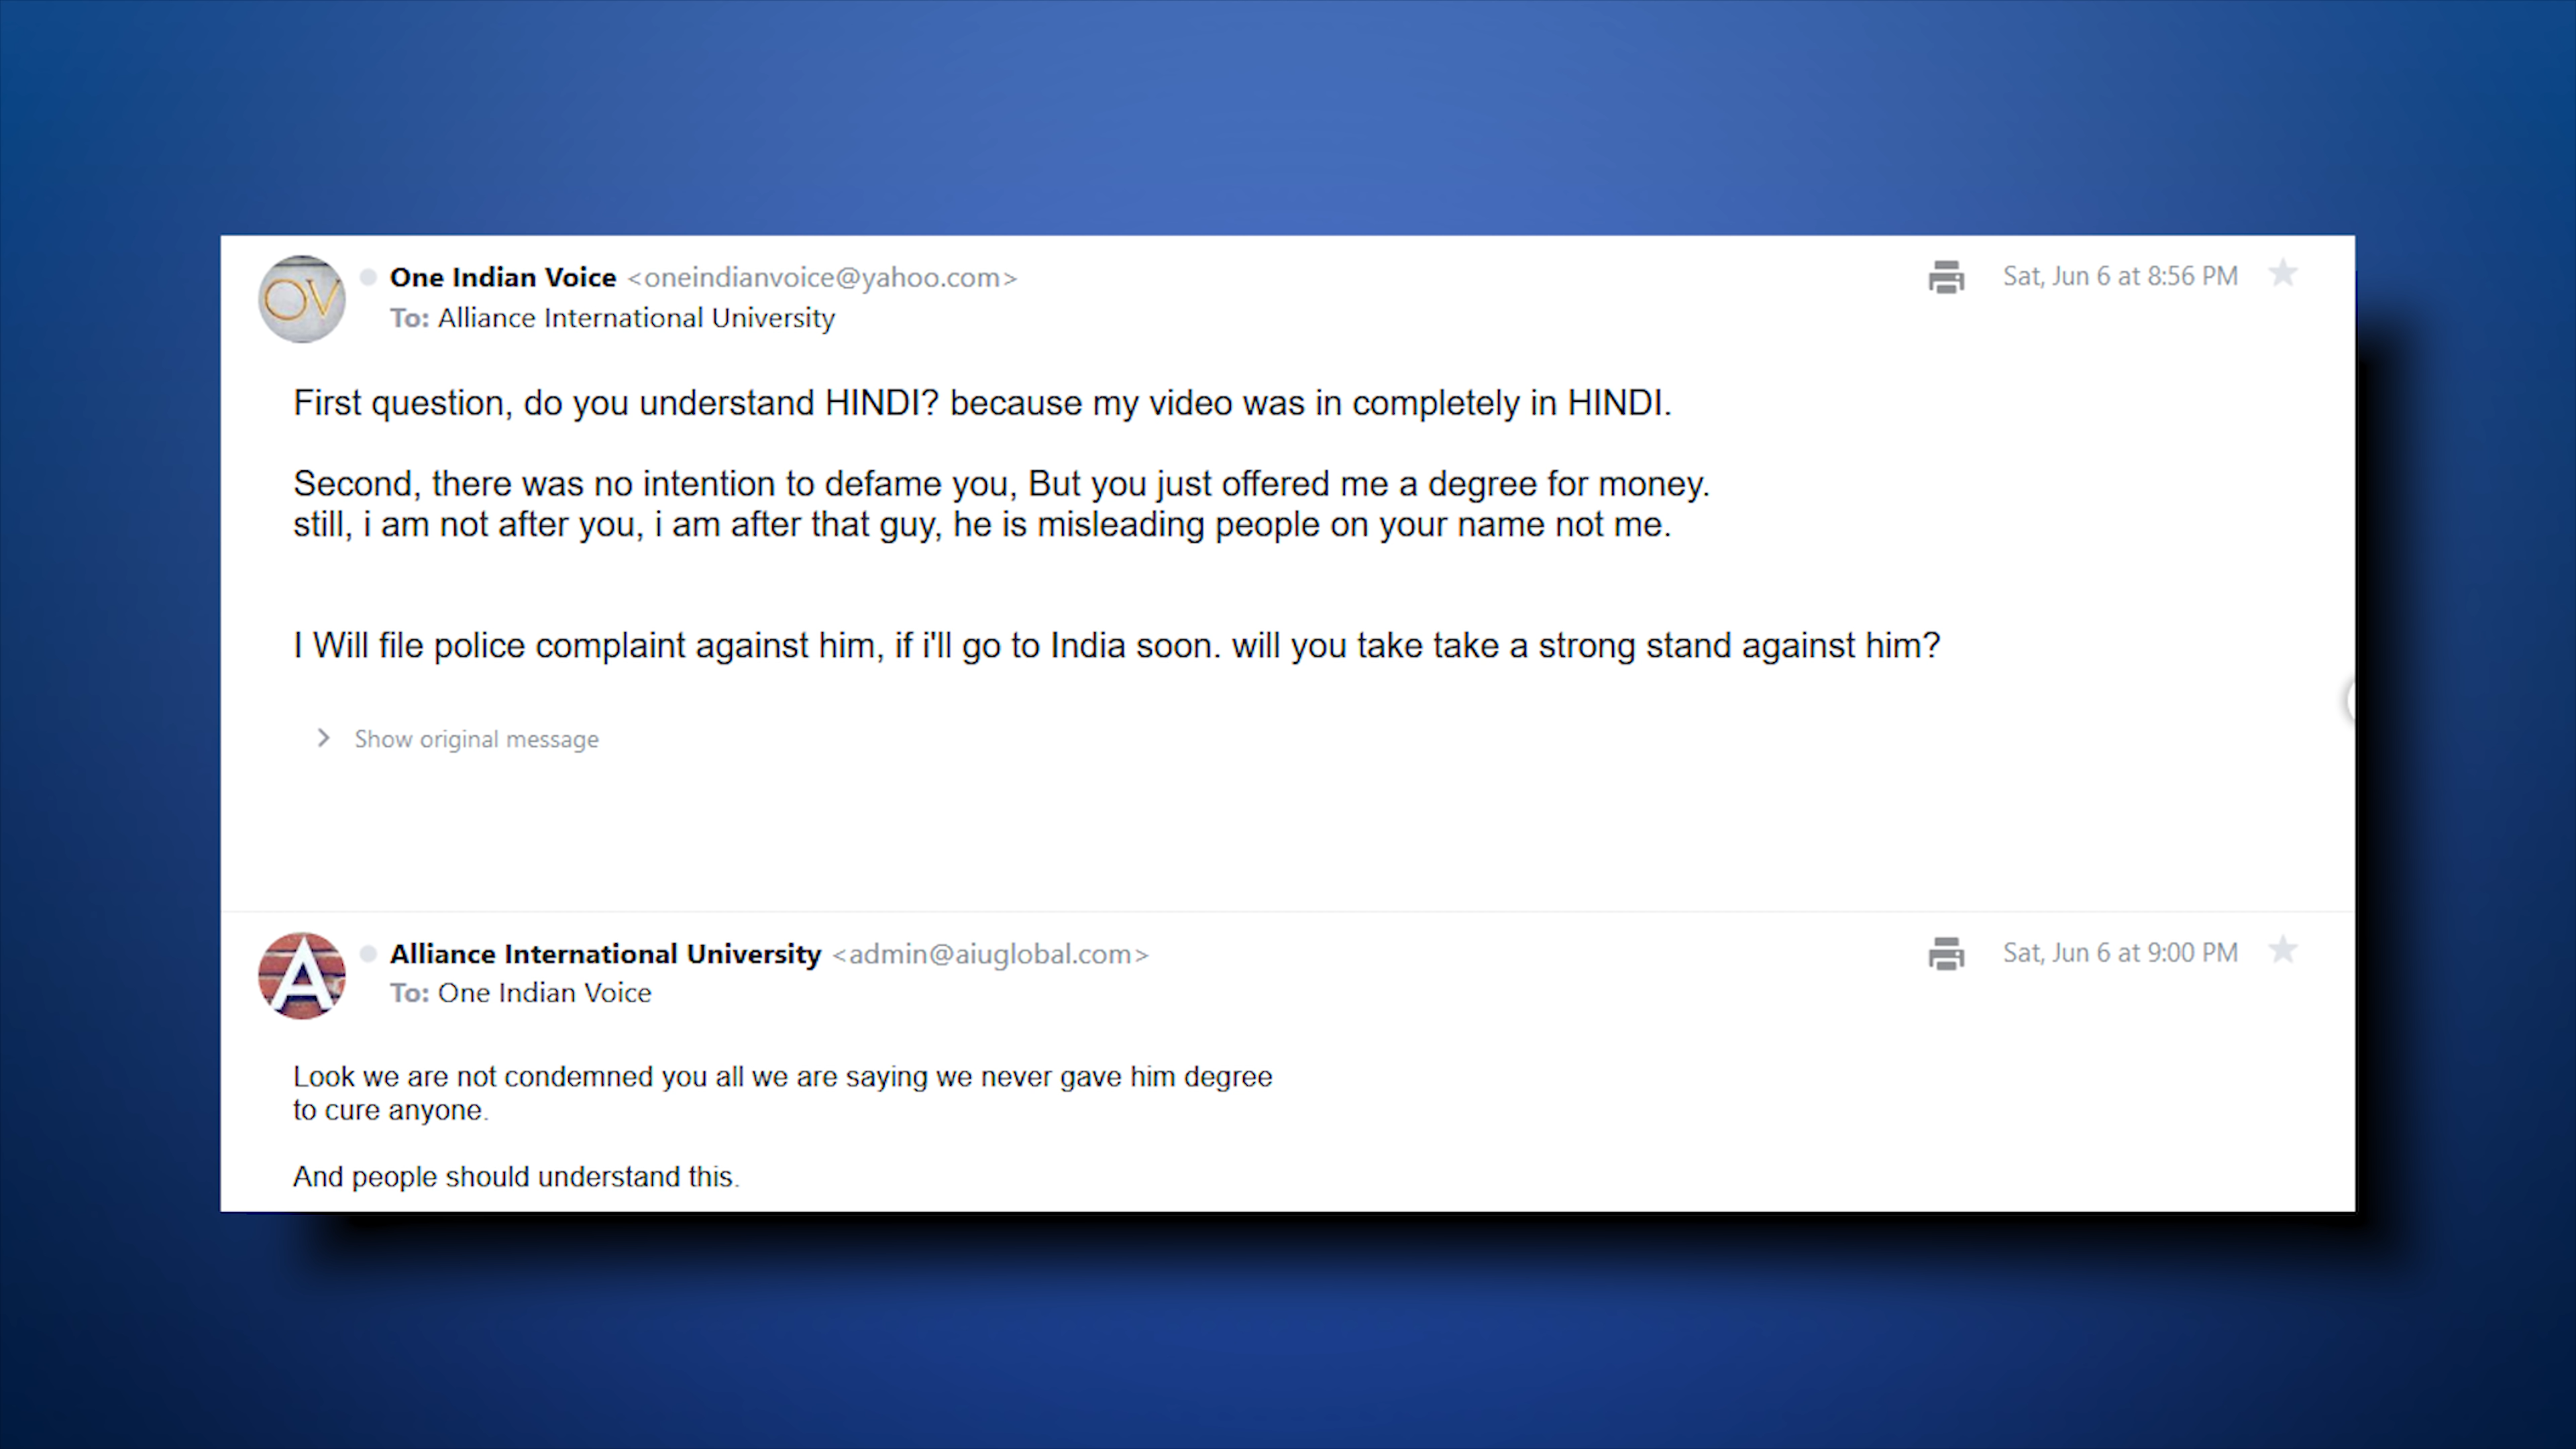 OV
One Indian Voice <oneindianvoice@yahoo.com>
Sat, Jun 6 at 8:56 PM
To: Alliance International University
First question, do you understand HINDI? because my video was in completely in HINDI.
Second, there was no intention to defame you, But you just offered me a degree for money.
still, i am not after you, i am after that guy, he is misleading people on your name not me.
I Will file police complaint against him, if i'll go to India soon. will you take take a strong stand against him?
Show original message
A
Alliance International University <admin@aiuglobal.com>
Sat, Jun 6 at 9:00 PM
To: One Indian Voice
Look we are not condemned you all we are saying we never gave him degree
to cure anyone.
And people should understand this.